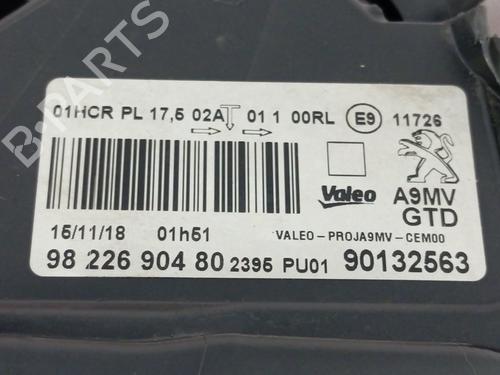 01HCR PL 17,5 02A 01 1 00RL E9 11726
Valeo A9MV
GTD
15/11/18 01h51 VALEO-PROJA9MV-CEM00
98 226 904 80 2395 PU01 90132563